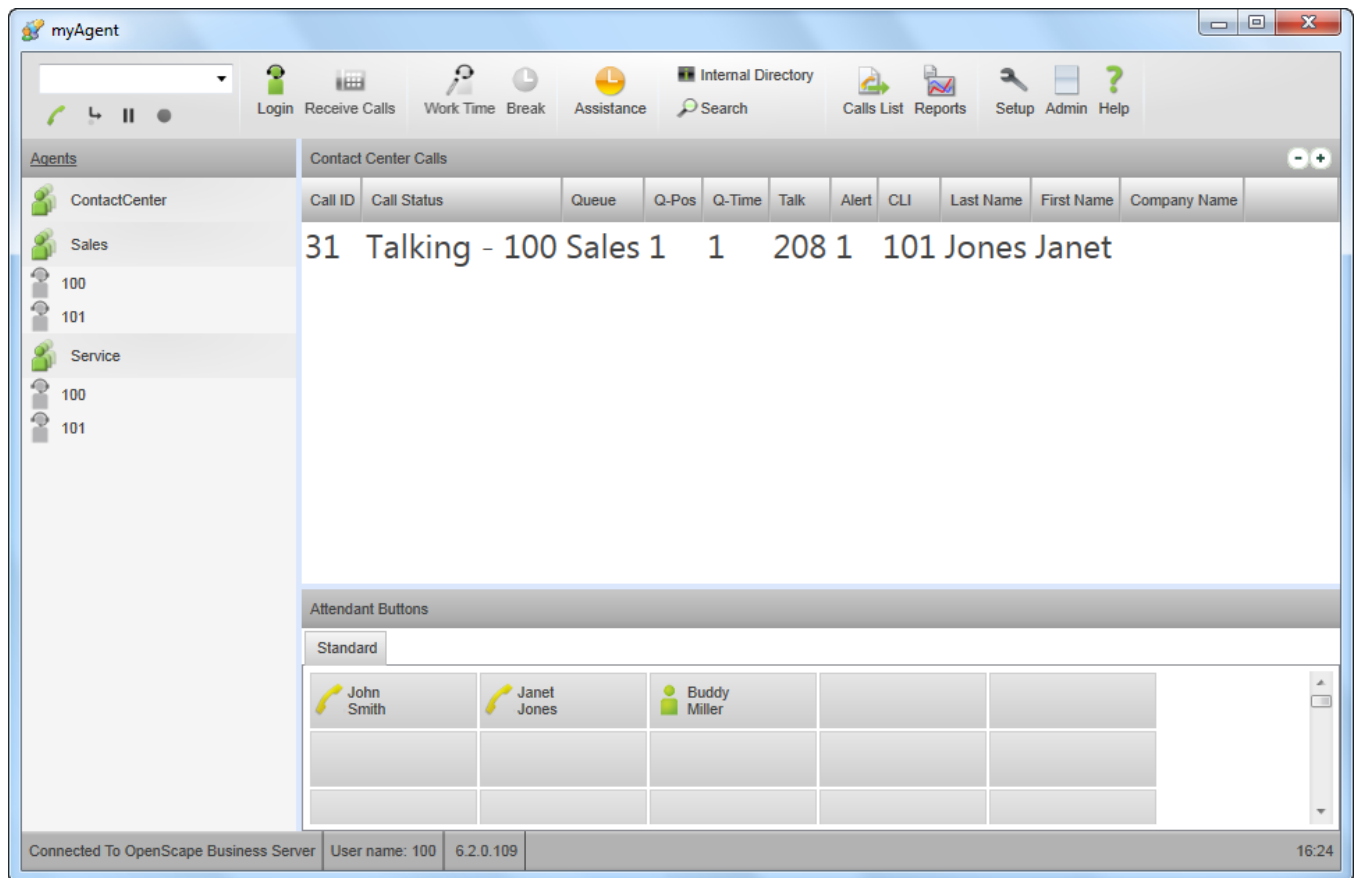 myAgent
Internal Directory
Login Receive Calls Work Time Break Assistance Search Calls List Reports Setup Admin Help
Agents
ContactCenter
Sales
100
101
Service
100
101
Contact Center Calls
Call ID Call Status Queue Q-Pos Q-Time Talk Alert CLI Last Name First Name Company Name
31 Talking - 100 Sales 1 1 208 1 101 Jones Janet
Attendant Buttons
Standard
John
Smith
Janet
Jones
Buddy
Miller
Connected To OpenScape Business Server User name: 100 6.2.0.109 16:24